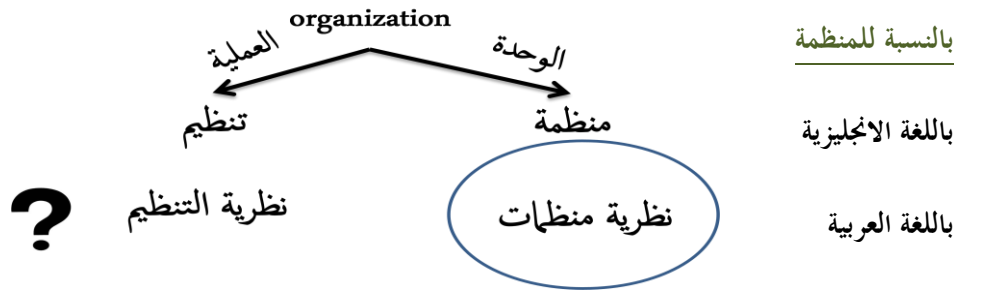 بالنسبة للمنظمة
organization
الوحدة
العملية
باللغة الانجليزية
منظمة
تنظيم
باللغة العربية
نظرية منظمات
نظرية التنظيم
?